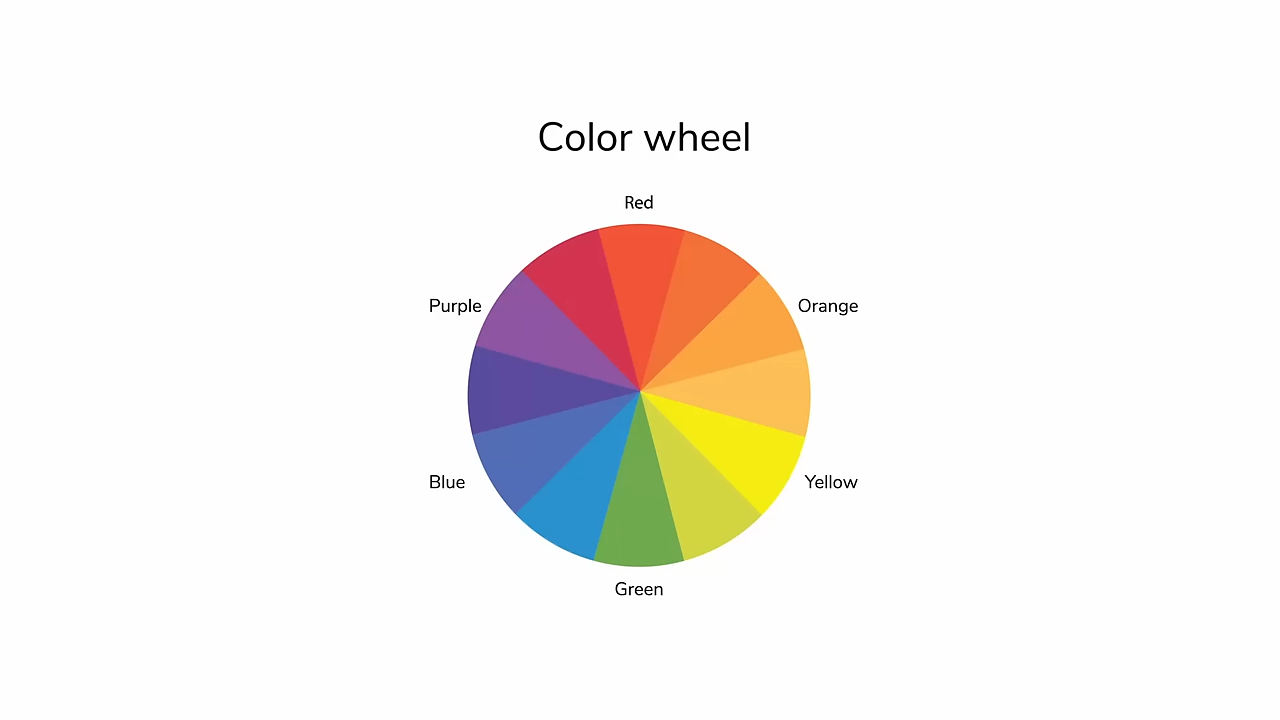 Color wheel
Red
Purple
Orange
Blue
Yellow
Green